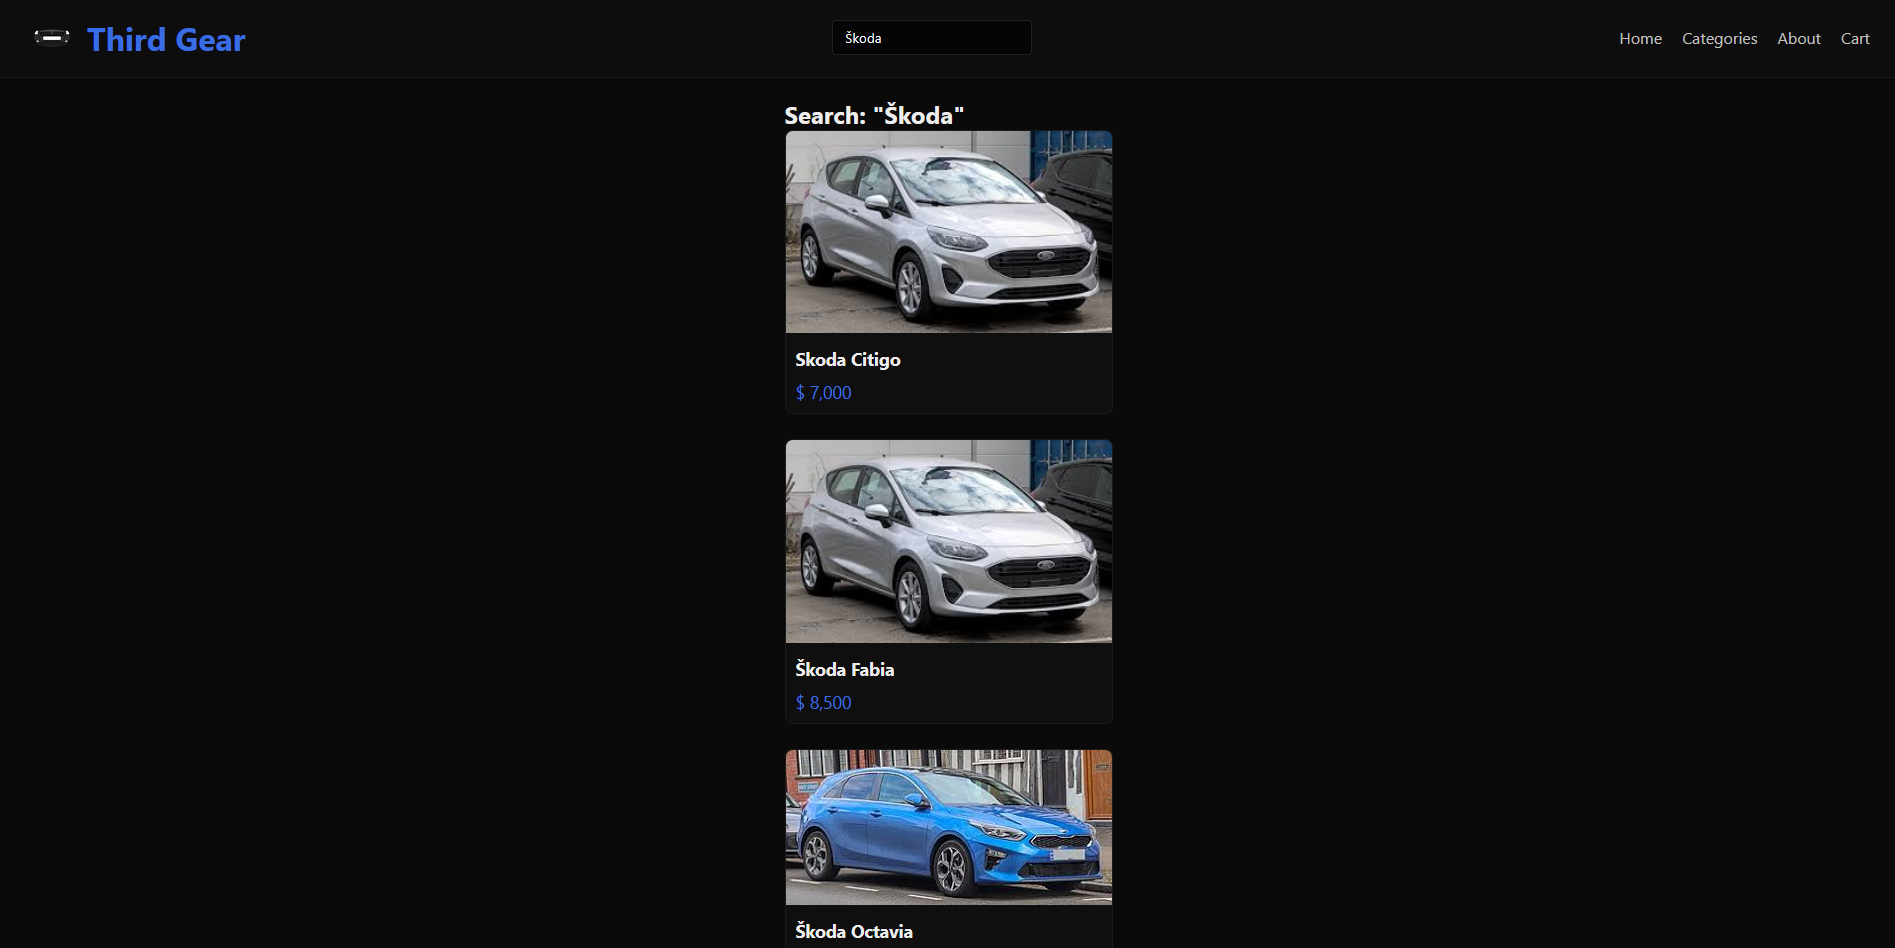 Third Gear
Škoda
Home
Categories
About
Cart
Search: "Škoda"
Skoda Citigo
$ 7,000
Škoda Fabia
$ 8,500
Škoda Octavia